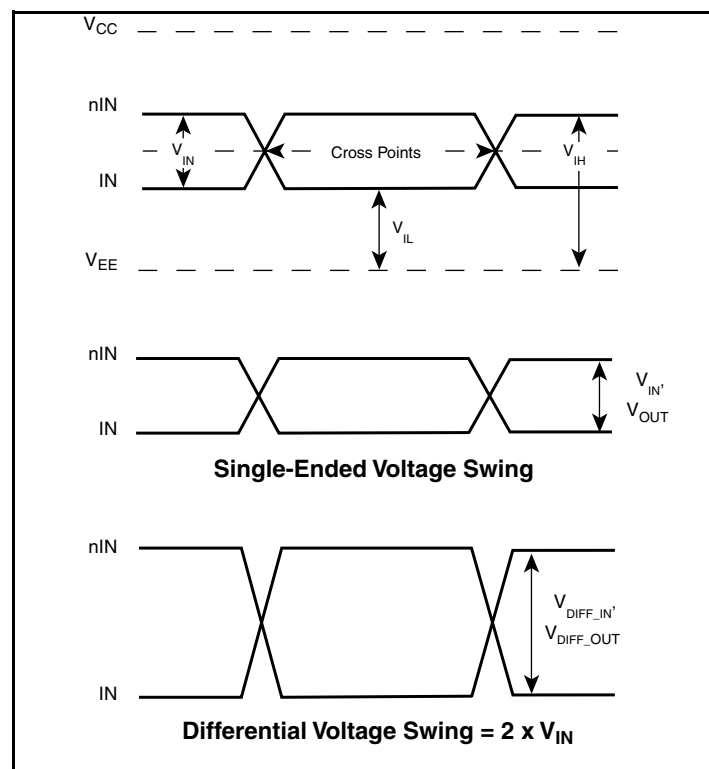 VCC
nIN
VIN
Cross Points
VIH
IN
VIL
VEE
nIN
VIN,
VOUT
IN
Single-Ended Voltage Swing
nIN
VDIFF_IN,
VDIFF_OUT
IN
Differential Voltage Swing = 2 x VIN